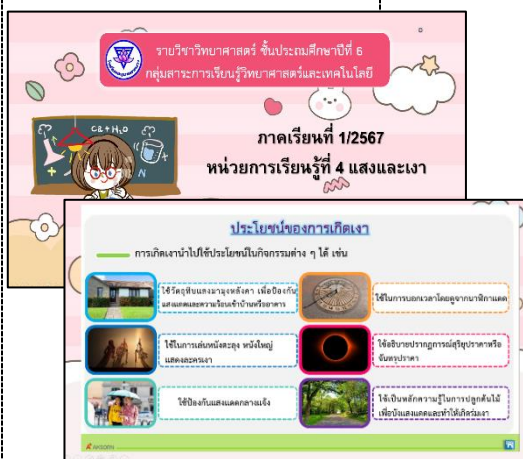 รายวิชาวิทยาศาสตร์ ชั้นประถมศึกษาปีที่ 6
กลุ่มสาระการเรียนรู้วิทยาศาสตร์และเทคโนโลยี
Ca+H₂O
N
ภาคเรียนที่ 1/2567
หน่วยการเรียนรู้ที่ 4 แสงและเงา
ประโยชน์ของการเกิดเงา
การเกิดเงานำไปใช้ประโยชน์ในกิจกรรมต่าง ๆ ได้ เช่น
ใช้วัตถุทึบแสงมามุงหลังคา เพื่อป้องกัน
แสงแดดและความร้อนเข้าบ้านหรืออาคาร
ใช้ในการบอกเวลาโดยดูจากนาฬิกาแดด
ใช้ในการเล่นหนังตะลุง หนังใหญ่
แสดงละครเงา
ใช้อธิบายปรากฏการณ์สุริยุปราคาหรือ
จันทรุปราคา
ใช้ป้องกันแสงแดดกลางแจ้ง
ใช้เป็นหลักความรู้ในการปลูกต้นไม้
เพื่อบังแสงแดดและทำให้เกิดร่มเงา